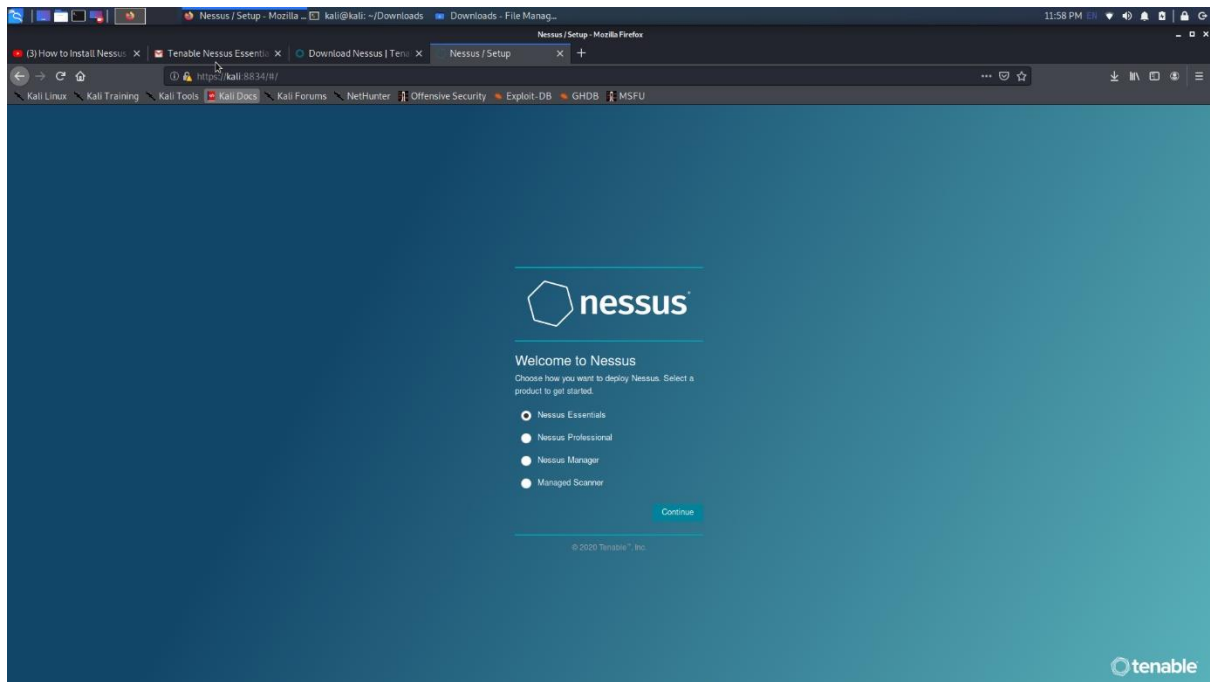 Nessus / Setup - Mozilla ... kali@kali: ~/Downloads Downloads - File Manag... 11:58 PM EN
Nessus / Setup - Mozilla Firefox
(3) How to Install Nessus Tenable Nessus Essentia Download Nessus | Tena Nessus / Setup
https://kali:8834/#/
Kali Linux Kali Training Kali Tools Kali Docs Kali Forums NetHunter Offensive Security Exploit-DB GHDB MSFU
nessus
Welcome to Nessus
Choose how you want to deploy Nessus. Select a
product to get started.
Nessus Essentials
Nessus Professional
Nessus Manager
Managed Scanner
Continue
© 2020 Tenable™, Inc.
tenable